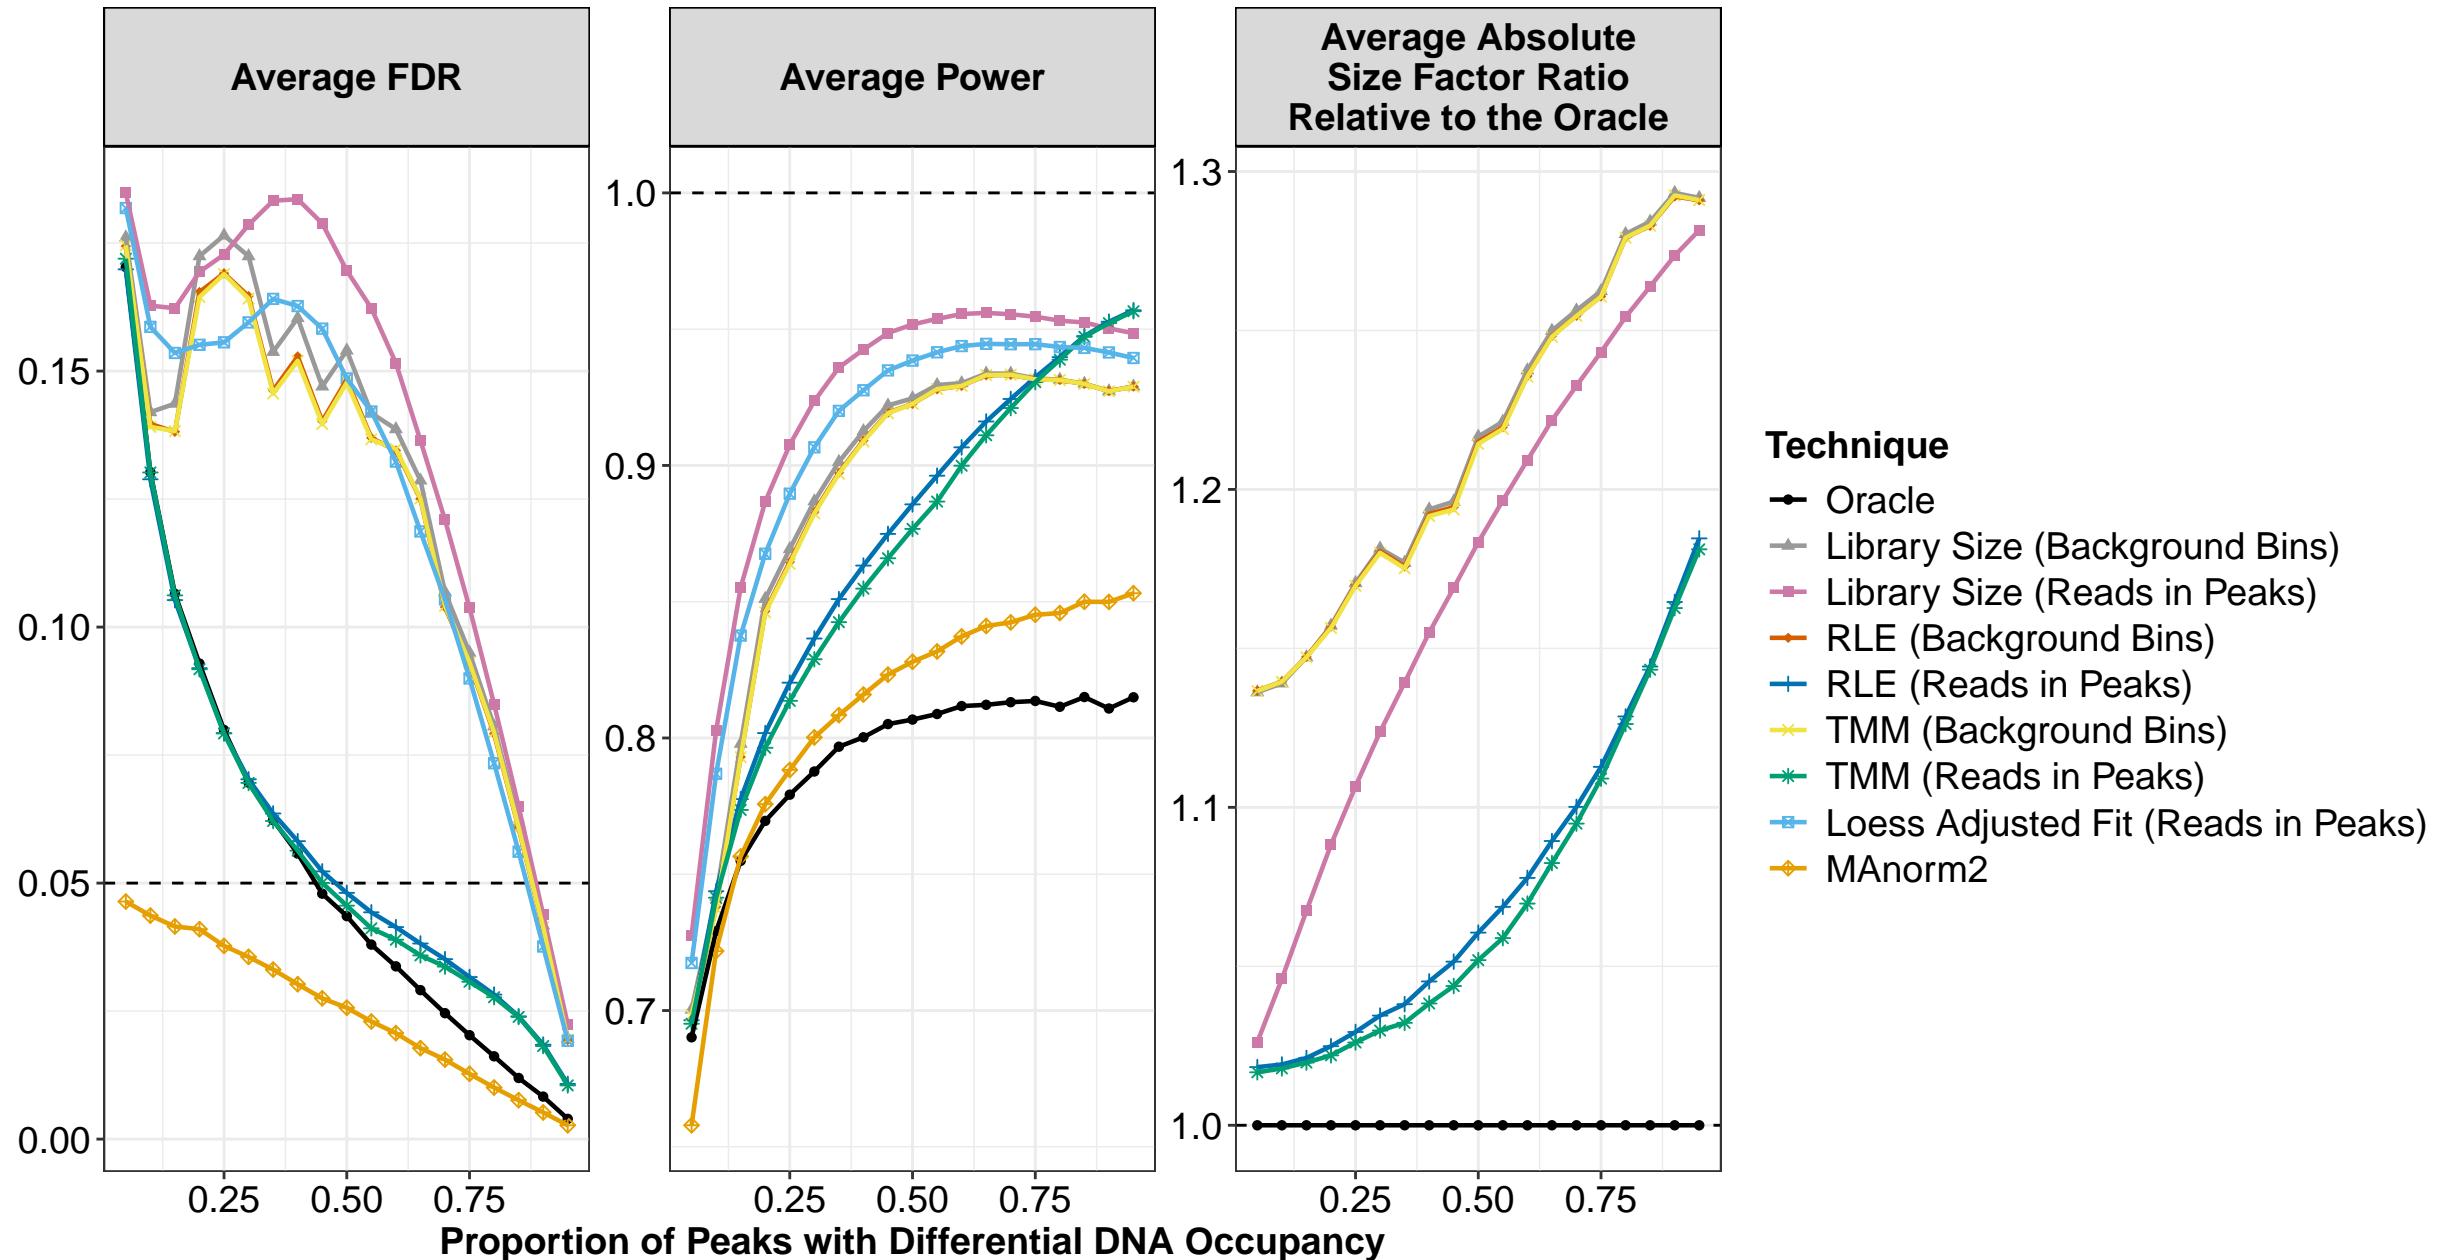 Average FDR
Average Power
Average Absolute
Size Factor Ratio
Relative to the Oracle
0.15
0.10
0.05
0.00
1.0
0.9
0.8
0.7
1.3
1.2
1.1
1.0
0.25 0.50 0.75
0.25 0.50 0.75
0.25 0.50 0.75
Proportion of Peaks with Differential DNA Occupancy
Technique
Oracle
Library Size (Background Bins)
Library Size (Reads in Peaks)
RLE (Background Bins)
RLE (Reads in Peaks)
TMM (Background Bins)
TMM (Reads in Peaks)
Loess Adjusted Fit (Reads in Peaks)
MAnorm2